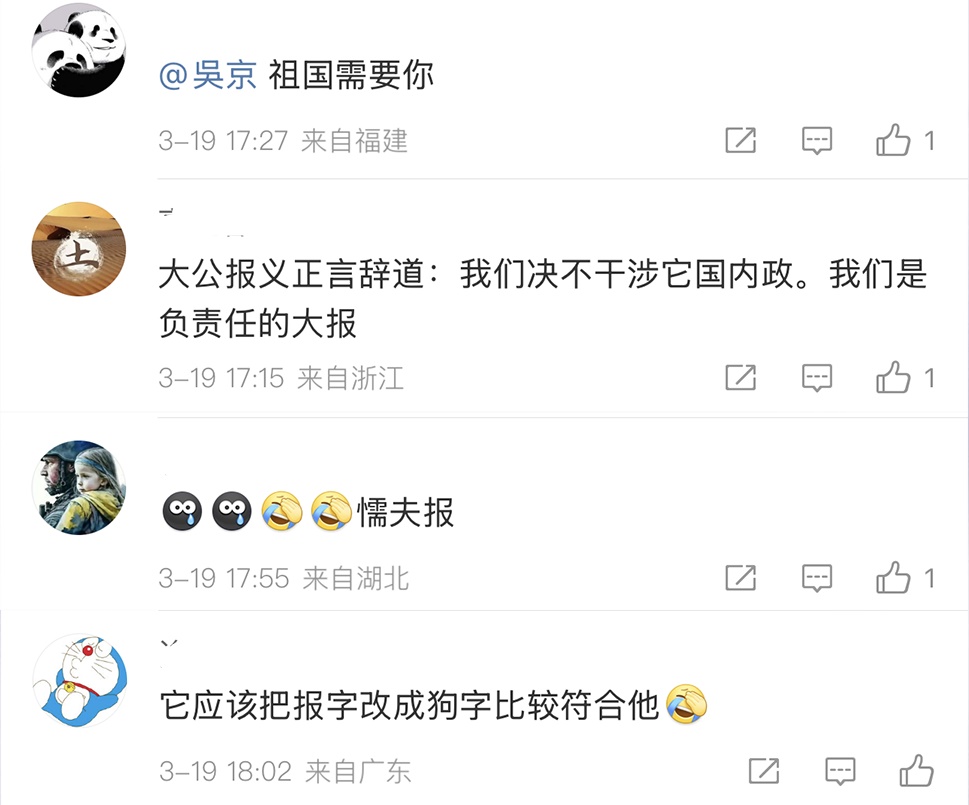 @吳京 祖国需要你
3-19 17:27 来自福建
1
土
大公报义正言辞道：我们决不干涉它国内政。我们是
负责任的大报
3-19 17:15 来自浙江
1
懦夫报
3-19 17:55 来自湖北
1
它应该把报字改成狗字比较符合他
3-19 18:02 来自广东